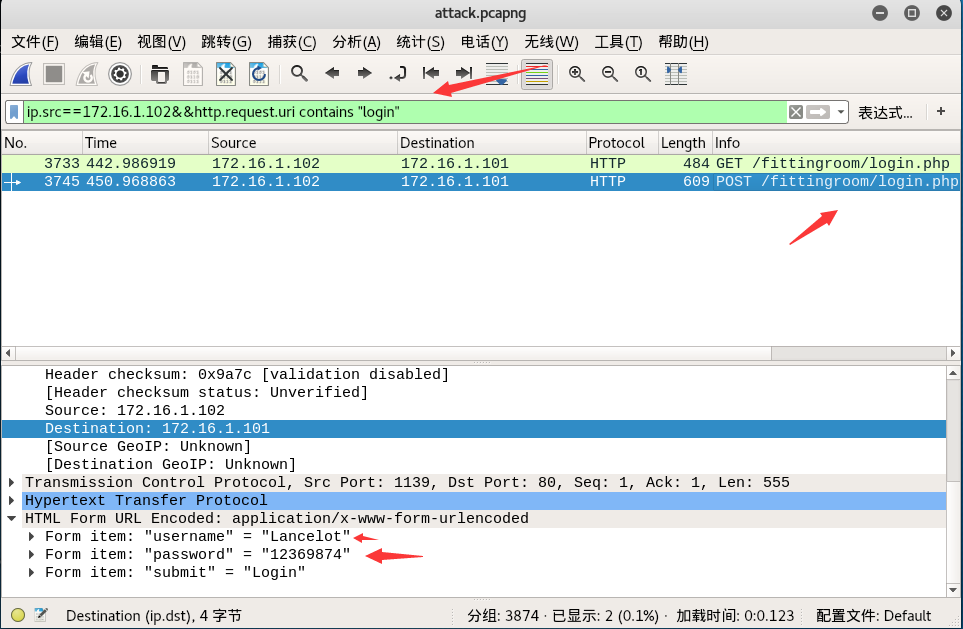 attack.pcapng
文件(F) 编辑(E) 视图(V) 跳转(G) 捕获(C) 分析(A) 统计(S) 电话(Y) 无线(W) 工具(T) 帮助(H)
ip.src==172.16.1.102&&http.request.uri contains "login" 表达式… +
No. Time Source Destination Protocol Length Info
3733 442.986919 172.16.1.102 172.16.1.101 HTTP 484 GET /fittingroom/login.php
3745 450.968863 172.16.1.102 172.16.1.101 HTTP 609 POST /fittingroom/login.php
Header checksum: 0x9a7c [validation disabled]
[Header checksum status: Unverified]
Source: 172.16.1.102
Destination: 172.16.1.101
[Source GeoIP: Unknown]
[Destination GeoIP: Unknown]
Transmission Control Protocol, Src Port: 1139, Dst Port: 80, Seq: 1, Ack: 1, Len: 555
Hypertext Transfer Protocol
HTML Form URL Encoded: application/x-www-form-urlencoded
Form item: "username" = "Lancelot"
Form item: "password" = "12369874"
Form item: "submit" = "Login"
Destination (ip.dst), 4 字节 分组: 3874 · 已显示: 2 (0.1%) · 加载时间: 0:0.123 配置文件: Default